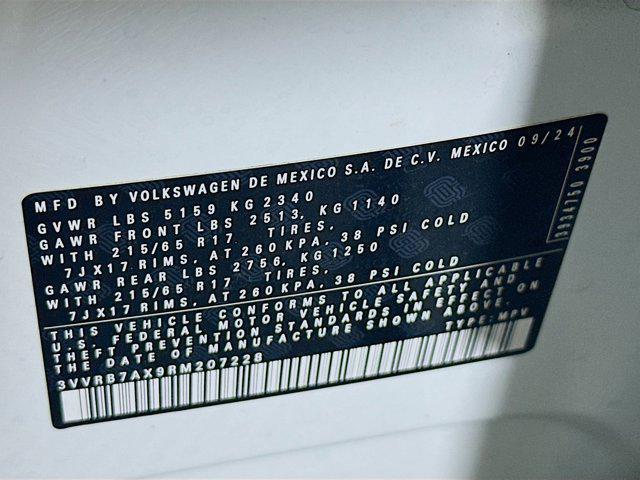 MFD BY VOLKSWAGEN DE MEXICO S.A. DE C.V. MEXICO 09/24
GVWR LBS 5159 KG 2340
GAWR FRONT LBS 2513, KG 1140
WITH 215/65 R17 TIRES,
7JX17 RIMS, AT 260 KPA, 38 PSI COLD
GAWR REAR LBS 2756, KG 1250
WITH 215/65 R17 TIRES,
7JX17 RIMS, AT 260 KPA, 38 PSI COLD
THIS VEHICLE CONFORMS TO ALL APPLICABLE
U.S. FEDERAL MOTOR VEHICLE SAFETY AND
THEFT PREVENTION STANDARDS IN EFFECT ON
THE DATE OF MANUFACTURE SHOWN ABOVE.
3VVRB7AX9RM207228 TYPE: MPV
3900